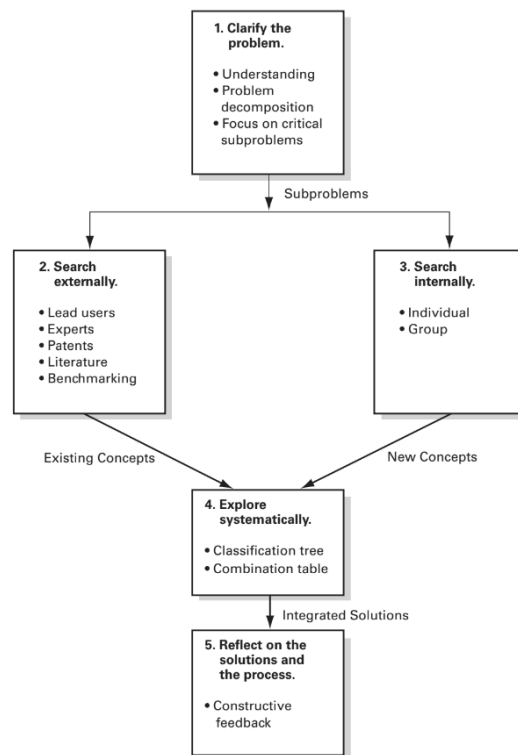 1. Clarify the
problem.
• Understanding
• Problem
decomposition
• Focus on critical
subproblems
Subproblems
2. Search
externally.
• Lead users
• Experts
• Patents
• Literature
• Benchmarking
3. Search
internally.
• Individual
• Group
Existing Concepts
New Concepts
4. Explore
systematically.
• Classification tree
• Combination table
Integrated Solutions
5. Reflect on the
solutions and
the process.
• Constructive
feedback